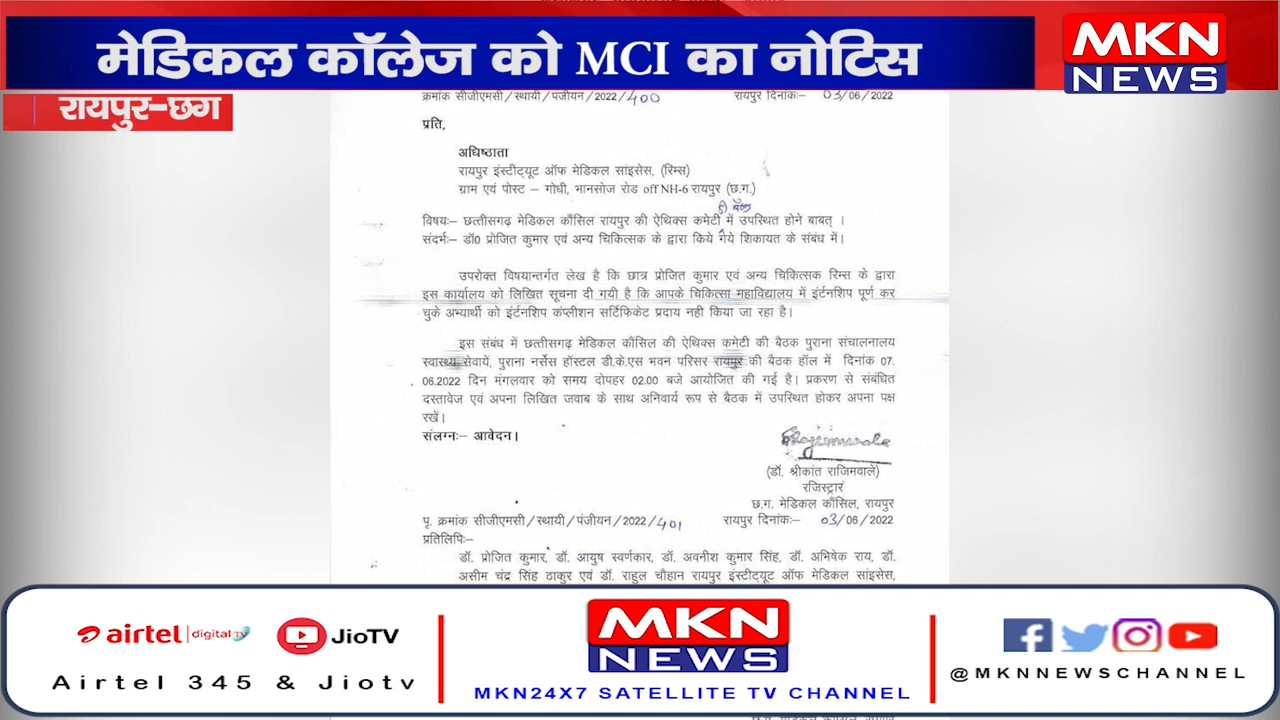 मेडिकल कॉलेज को MCI का नोटिस
MKN
NEWS
रायपुर-छग
क्रमांक सीजीएमसी/स्थायी/पंजीयन/2022/400 रायपुर दिनांकः- 03/06/2022
प्रति,
अधिष्ठाता
रायपुर इंस्टीट्यूट ऑफ मेडिकल साइंसेस, (रिम्स)
ग्राम एवं पोस्ट – गोधी, भानसोज रोड off NH-6 रायपुर (छ.ग.)
विषयः– छत्तीसगढ़ मेडिकल कौंसिल रायपुर की ऐथिक्स कमेटी में उपस्थित होने बाबत् ।
संदर्भः– डॉ0 प्रोजित कुमार एवं अन्य चिकित्सक के द्वारा किये गये शिकायत के संबंध में।
उपरोक्त विषयान्तर्गत लेख है कि छात्र प्रोजित कुमार एवं अन्य चिकित्सक रिम्स के द्वारा
इस कार्यालय को लिखित सूचना दी गयी है कि आपके चिकित्सा महाविद्यालय में इंर्टनशिप पूर्ण कर
चुके अभ्यार्थी को इंर्टनशिप कंप्लीशन सर्टिफिकेट प्रदाय नही किया जा रहा है।
इस संबंध में छत्तीसगढ़ मेडिकल कौंसिल की ऐथिक्स कमेटी की बैठक पुराना संचालनालय
स्वास्थ्य सेवायें, पुराना नर्सेस हॉस्टल डी.के.एस भवन परिसर रायपुर की बैठक हॉल में दिनांक 07.
06.2022 दिन मंगलवार को समय दोपहर 02.00 बजे आयोजित की गई है। प्रकरण से संबंधित
दस्तावेज एवं अपना लिखित जवाब के साथ अनिवार्य रूप से बैठक में उपस्थित होकर अपना पक्ष
रखें।
संलग्नः– आवेदन।
(डॉ. श्रीकांत राजिमवाले)
रजिस्ट्रार
छ.ग. मेडिकल कौंसिल, रायपुर
पृ. क्रमांक सीजीएमसी/स्थायी/पंजीयन/2022/401 रायपुर दिनांकः– 03/06/2022
प्रतिलिपिः–
डॉ. प्रोजित कुमार, डॉ. आयुष स्वर्णकार, डॉ. अवनीश कुमार सिंह, डॉ. अभिषेक राय, डॉ.
असीम चंद्र सिंह ठाकुर एवं डॉ. राहुल चौहान रायपुर इंस्टीट्यूट ऑफ मेडिकल साइंसेस,
airtel digital TV
JioTV
Airtel 345 & Jiotv
MKN
NEWS
MKN24X7 SATELLITE TV CHANNEL
@MKNNEWSCHANNEL